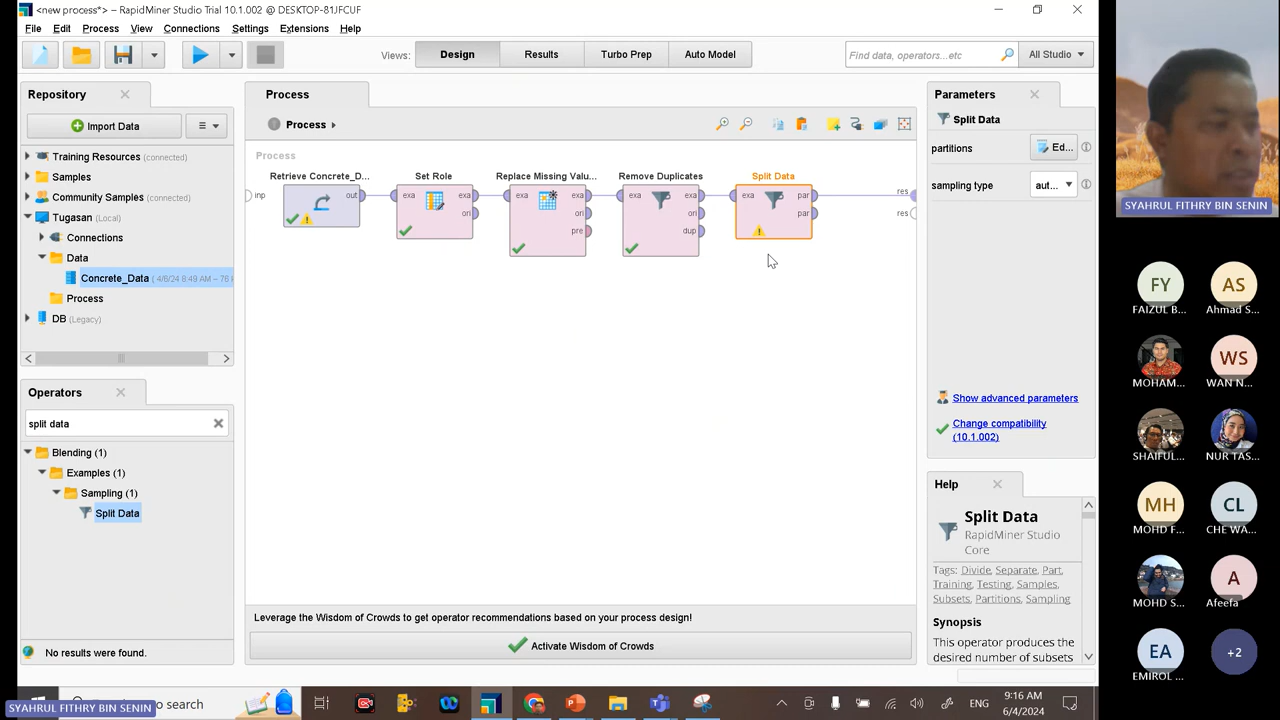 <new process*> – RapidMiner Studio Trial 10.1.002 @ DESKTOP-81JFCUF
File Edit Process View Connections Settings Extensions Help
Views: Design Results Turbo Prep Auto Model
Find data, operators...etc
All Studio
Repository
Import Data
Training Resources (connected)
Samples
Community Samples (connected)
Tugasan (Local)
Connections
Data
Concrete_Data (4/6/24 8:49 AM – 76
Process
DB (Legacy)
Operators
split data
Blending (1)
Examples (1)
Sampling (1)
Split Data
No results were found.
Process
Process
Process
Retrieve Concrete_D... Set Role Replace Missing Valu... Remove Duplicates Split Data
inp out exa exa exa exa exa exa exa par res
ori ori ori par res
pre dup
Leverage the Wisdom of Crowds to get operator recommendations based on your process design!
Activate Wisdom of Crowds
Parameters
Split Data
partitions Ed...
sampling type aut...
Show advanced parameters
Change compatibility
(10.1.002)
Help
Split Data
RapidMiner Studio
Core
Tags: Divide, Separate, Part,
Training, Testing, Samples,
Subsets, Partitions, Sampling
Synopsis
This operator produces the
desired number of subsets
SYAHRUL FITHRY BIN SENIN
FY AS
FAIZUL B... Ahmad S...
WS
MOHAM... WAN N...
SHAIFUL... NUR TAS...
MH CL
MOHD F... CHE WA...
A
MOHD S... Afeefa
EA +2
EMIROL ...
SYAHRUL FITHRY BIN SENIN
to search
ENG
9:16 AM
6/4/2024